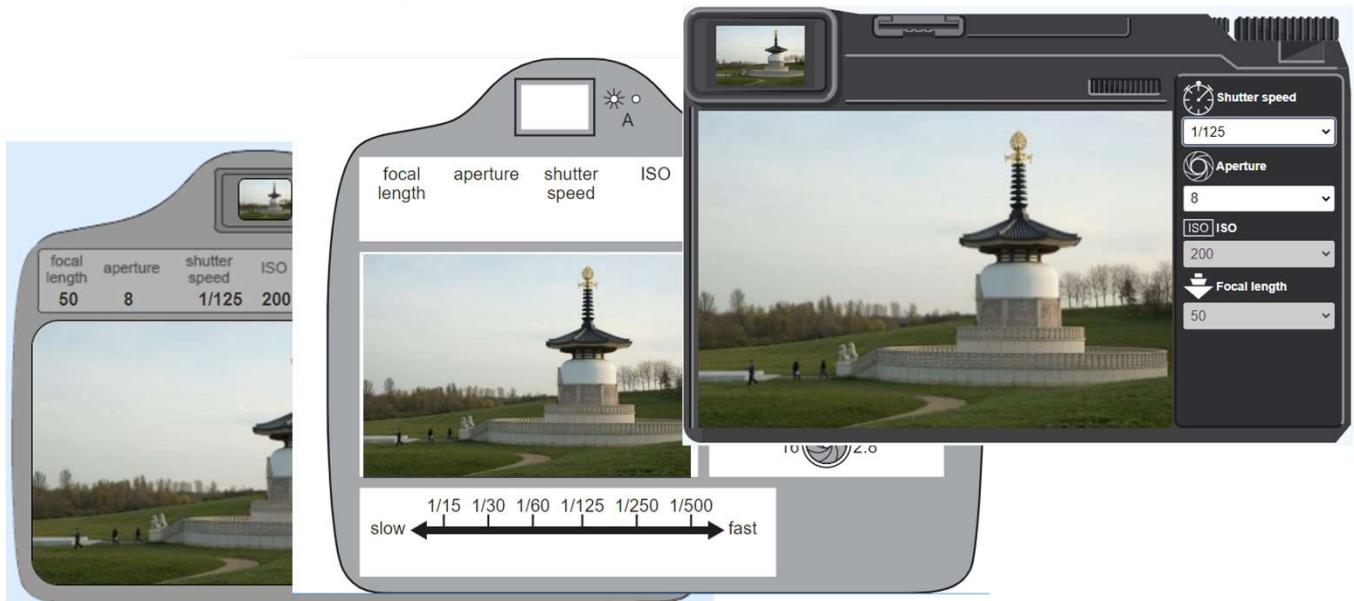 focal length
aperture
shutter speed
ISO
50
8
1/125
200
A
focal length
aperture
shutter speed
ISO
1/15 1/30 1/60 1/125 1/250 1/500
slow
fast
16
2.8
Shutter speed
1/125
Aperture
8
ISO ISO
200
Focal length
50